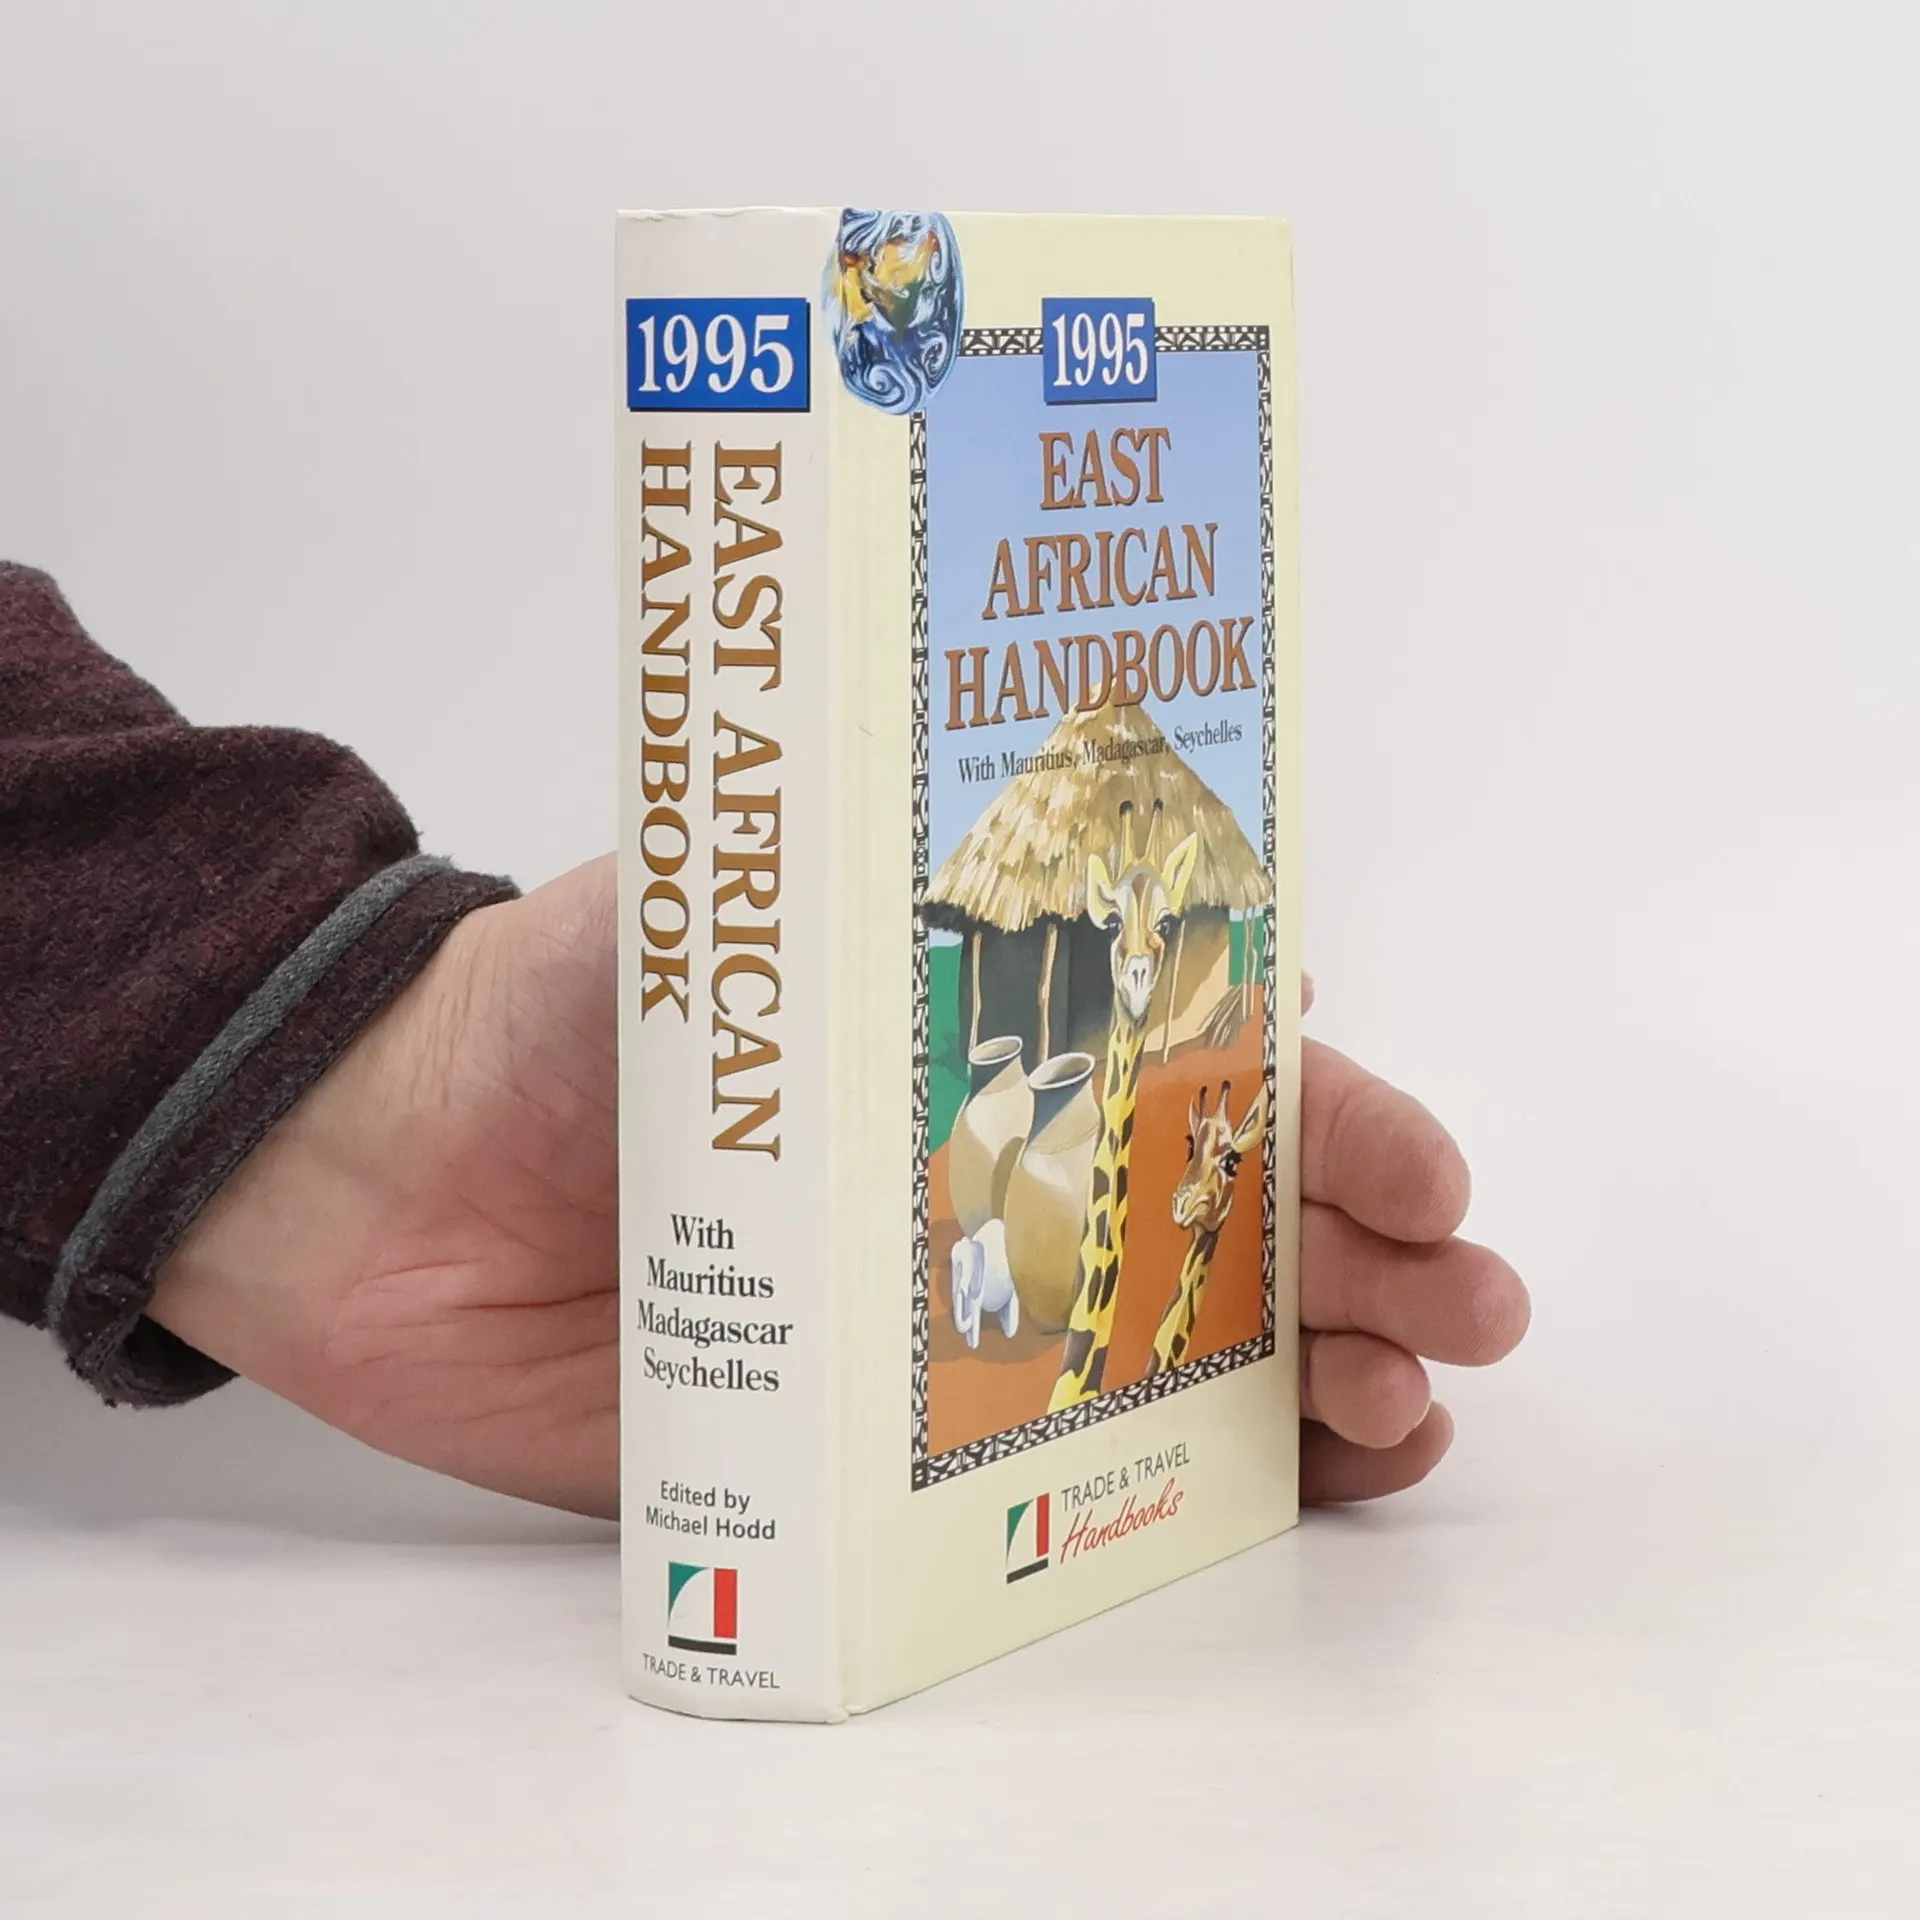 1995
EAST AFRICAN
HANDBOOK
With
Mauritius
Madagascar
Seychelles
Edited by
Michael Hodd
TRADE & TRAVEL
1995
EAST
AFRICAN
HANDBOOK
With Mauritius, Madagascar, Seychelles
TRADE & TRAVEL
Handbooks